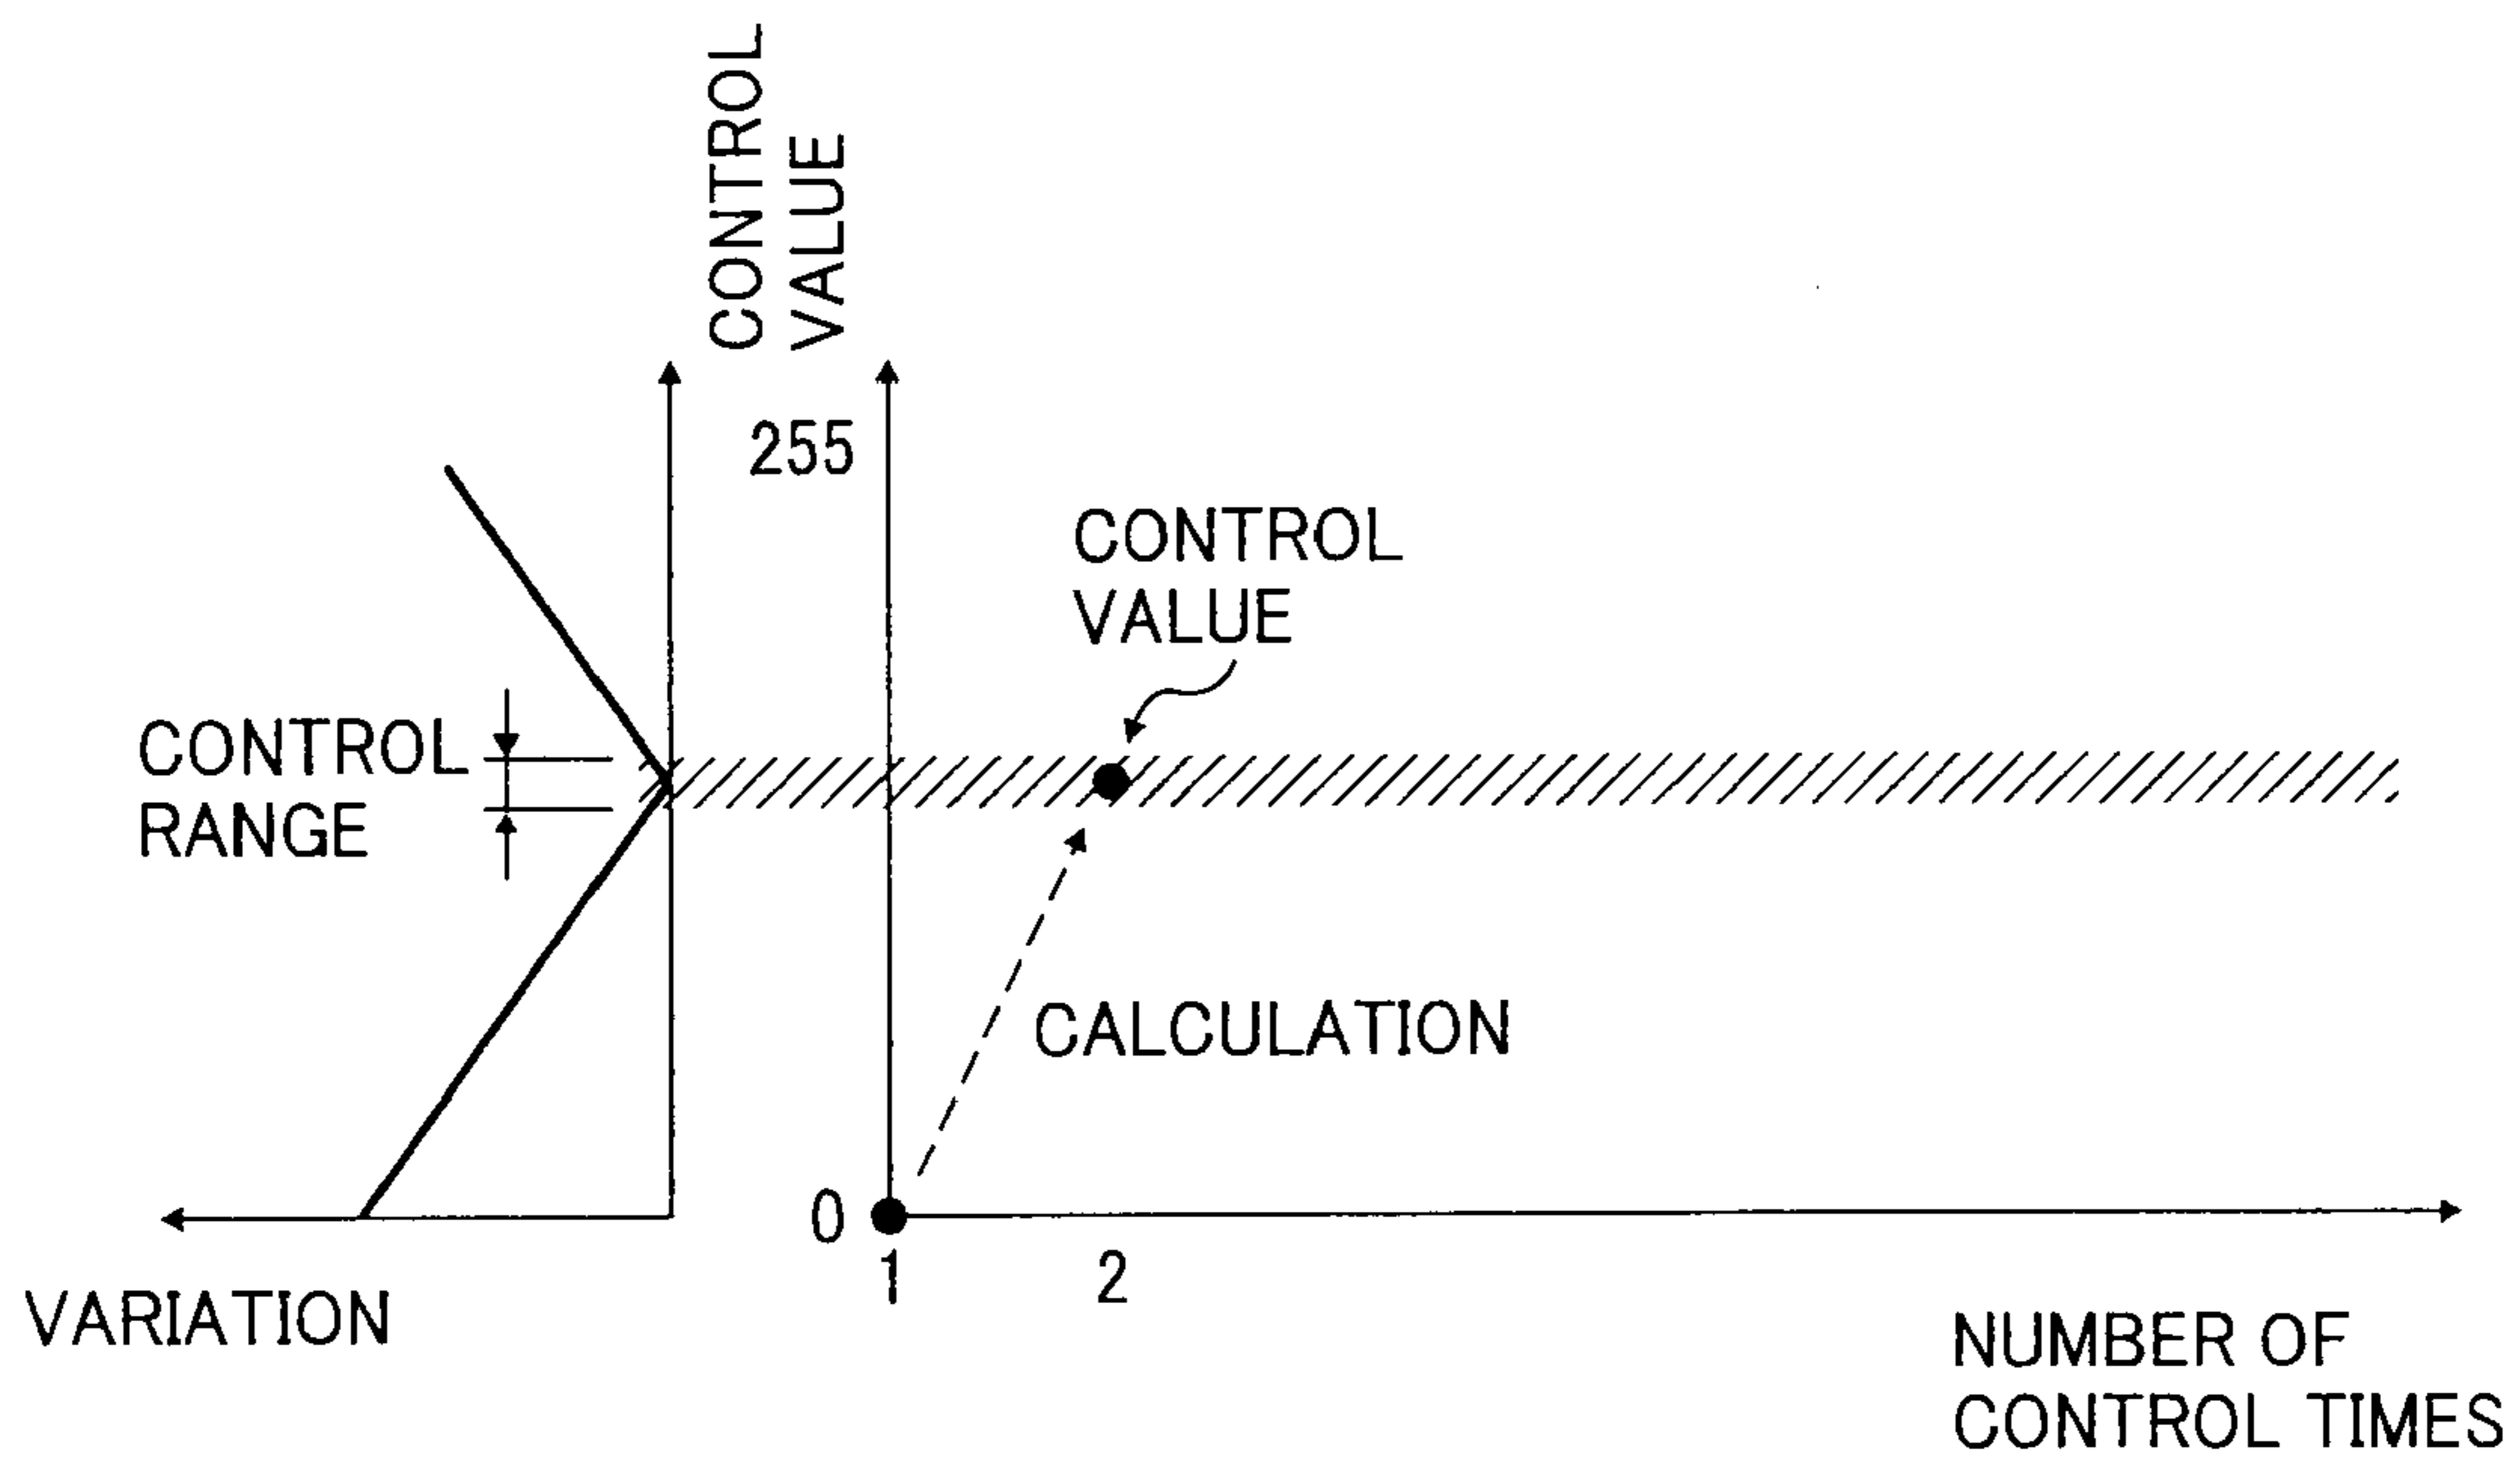 CONTROL
VALUE
255
CONTROL
VALUE
CONTROL
RANGE
CALCULATION
0
1
2
VARIATION
NUMBER OF
CONTROL TIMES